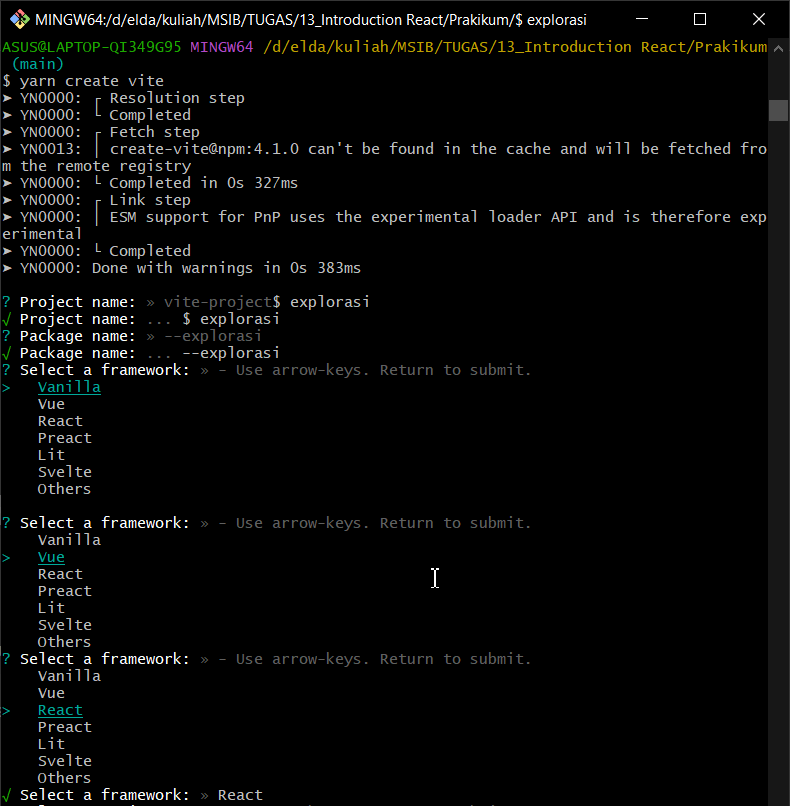 MINGW64:/d/elda/kuliah/MSIB/TUGAS/13_Introduction React/Prakikum/$ explorasi
ASUS@LAPTOP-QI349G95 MINGW64 /d/elda/kuliah/MSIB/TUGAS/13_Introduction React/Prakikum
(main)
$ yarn create vite
➤ YN0000: ┌ Resolution step
➤ YN0000: └ Completed
➤ YN0000: ┌ Fetch step
➤ YN0013: │ create-vite@npm:4.1.0 can't be found in the cache and will be fetched fro
m the remote registry
➤ YN0000: └ Completed in 0s 327ms
➤ YN0000: ┌ Link step
➤ YN0000: │ ESM support for PnP uses the experimental loader API and is therefore exp
erimental
➤ YN0000: └ Completed
➤ YN0000: Done with warnings in 0s 383ms
? Project name: » vite-project$ explorasi
√ Project name: ... $ explorasi
? Package name: » --explorasi
√ Package name: ... --explorasi
? Select a framework: » - Use arrow-keys. Return to submit.
> Vanilla
Vue
React
Preact
Lit
Svelte
Others
? Select a framework: » - Use arrow-keys. Return to submit.
Vanilla
> Vue
React
Preact
Lit
Svelte
Others
? Select a framework: » - Use arrow-keys. Return to submit.
Vanilla
Vue
> React
Preact
Lit
Svelte
Others
√ Select a framework: » React